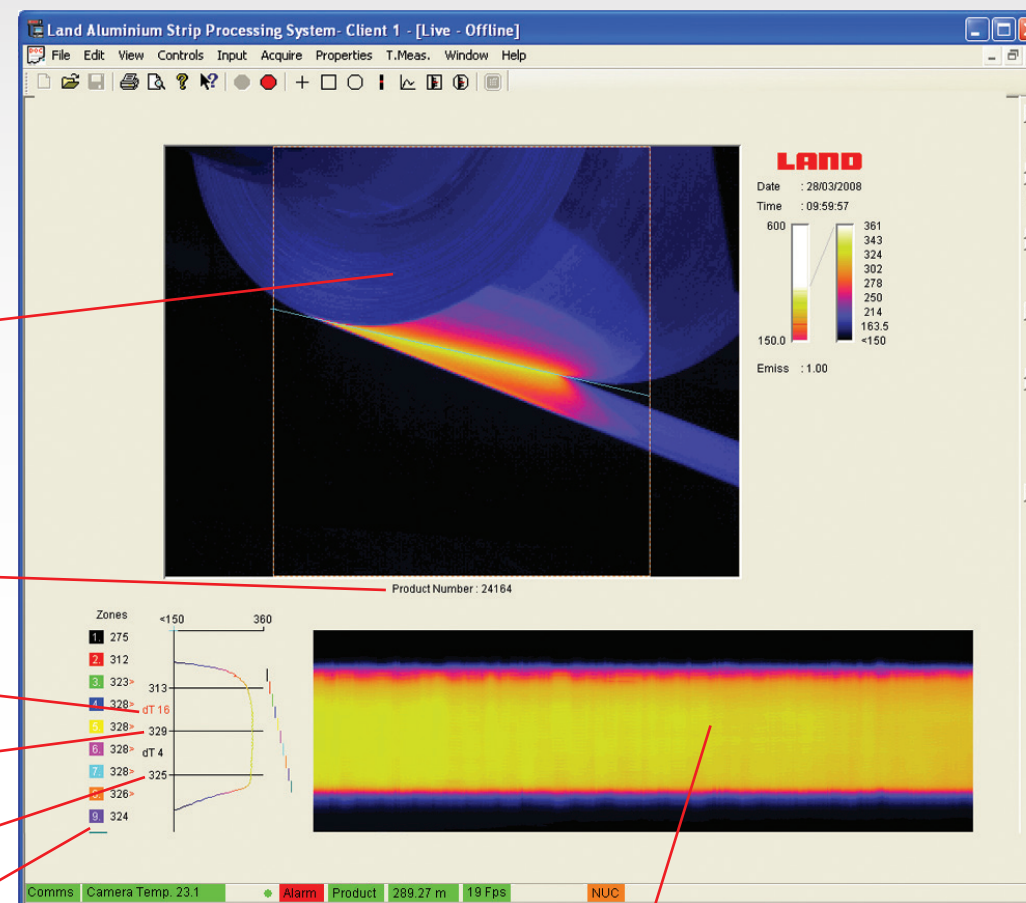 Land Aluminium Strip Processing System- Client 1 - [Live - Offline]
File Edit View Controls Input Acquire Properties T.Meas. Window Help
LAND
Date : 28/03/2008
Time : 09:59:57
600
361
343
324
302
278
250
214
163.5
150.0
<150
Emiss : 1.00
Product Number : 24164
Zones <150 360
1. 275
2. 312
3. 323>
313
4. 328>
dT 16
5. 328>
329
6. 328>
dT 4
7. 328>
325
8. 326>
9. 324
Comms Camera Temp. 23.1 Alarm Product 289.27 m 19 Fps NUC